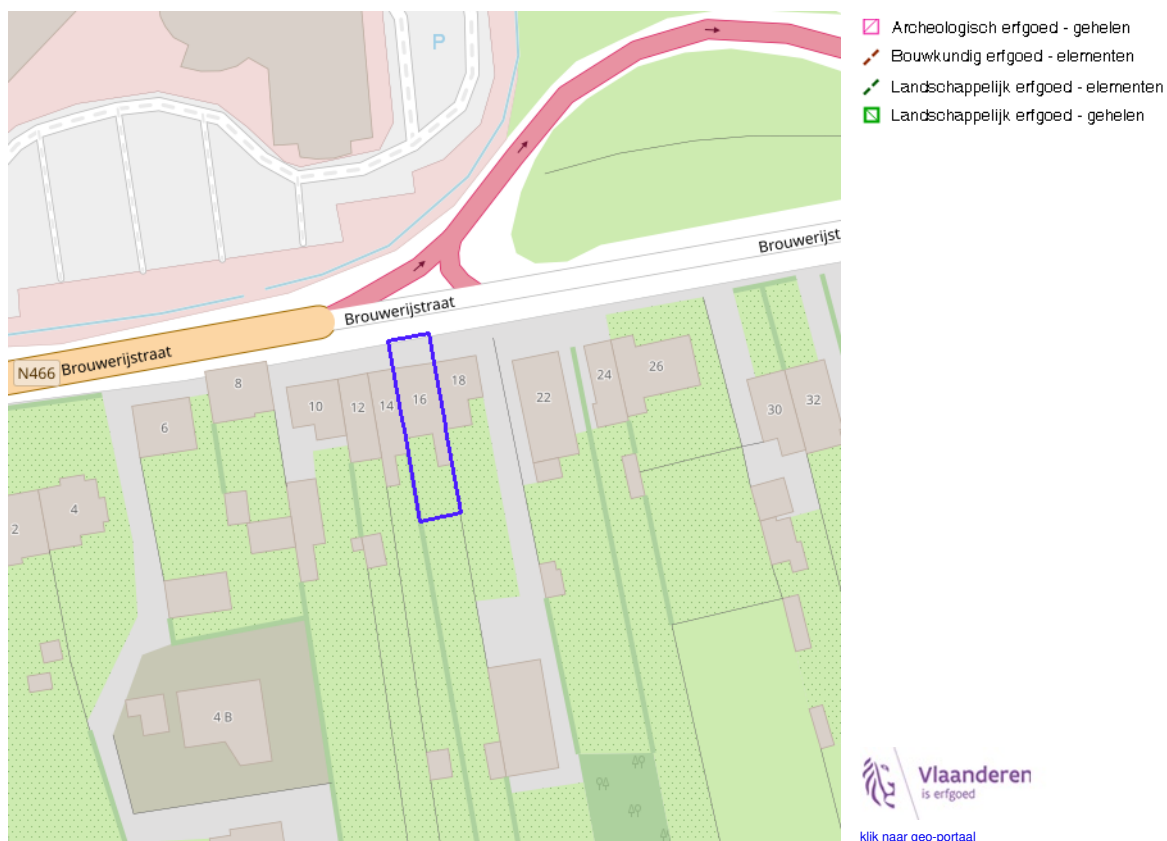 Archeologisch erfgoed - gehelen
Bouwkundig erfgoed - elementen
Landschappelijk erfgoed - elementen
Landschappelijk erfgoed - gehelen
P
Brouwerijst
Brouwerijstraat
N466 Brouwerijstraat
8
10
12
14
16
18
22
24
26
30
32
6
4
2
4 B
Vlaanderen
is erfgoed
klik naar geo-portaal